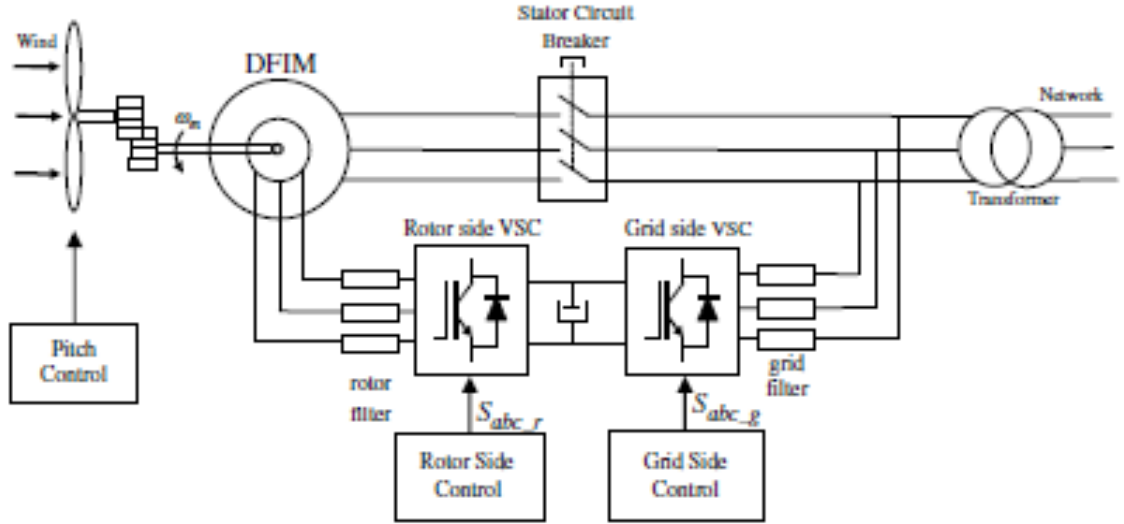 Stator Circuit
Breaker
Wind
DFIM
ωm
Network
Transformer
Rotor side VSC
Grid side VSC
Pitch
Control
rotor
filter
grid
filter
Sabc_r
Sabc_g
Rotor Side
Control
Grid Side
Control